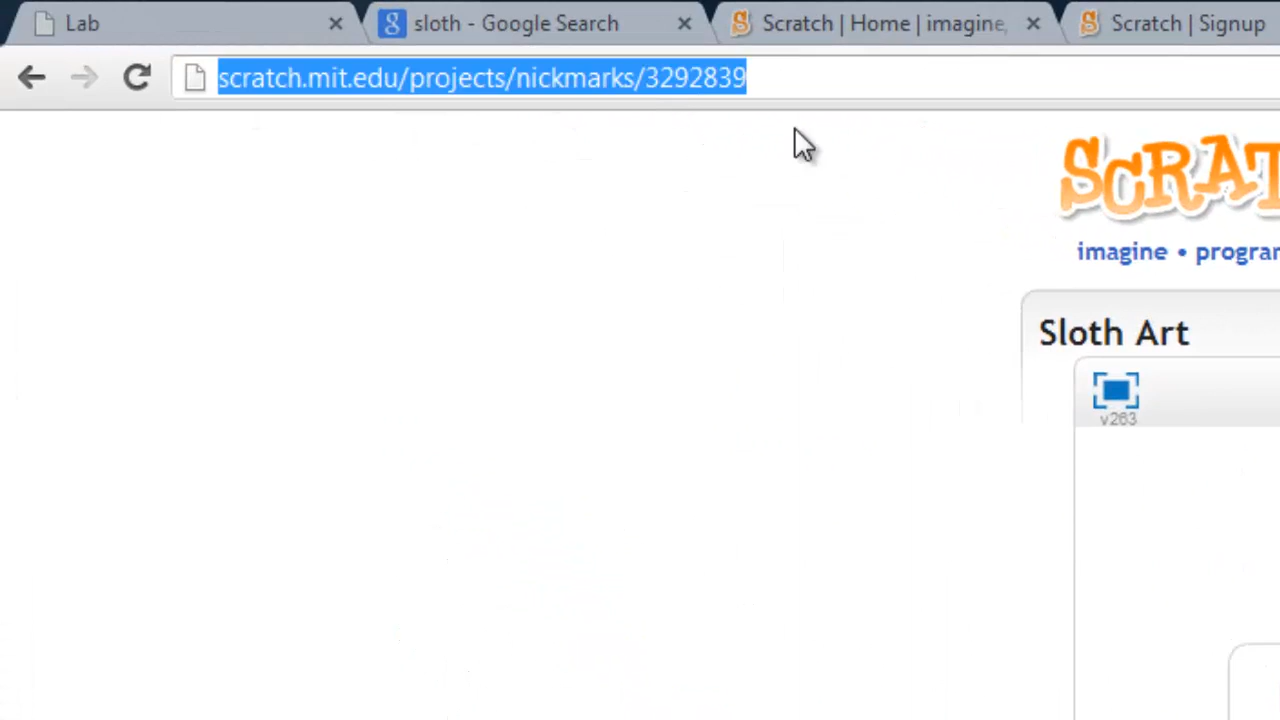 Lab
sloth - Google Search
Scratch | Home | imagine,
Scratch | Signup
scratch.mit.edu/projects/nickmarks/3292839
SCRAT
imagine • progra
Sloth Art
v263